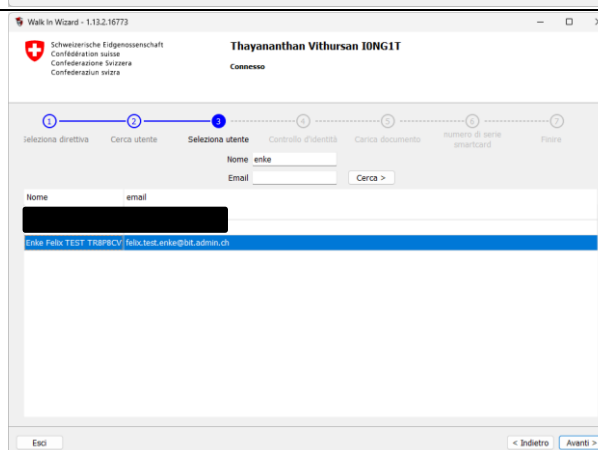 Walk In Wizard - 1.13.2.16773
Schweizerische Eidgenossenschaft
Confédération suisse
Confederazione Svizzera
Confederaziun svizra
Thayananthan Vithursan I0NG1T
Connesso
1 2 3 4 5 6 7
Seleziona direttiva
Cerca utente
Seleziona utente
Controllo d'identità
Carica documento
numero di serie
smartcard
Finire
Nome enke
Email Cerca >
Nome email
Enke Felix TEST TR8P8CV felix.test.enke@bit.admin.ch
Esci < Indietro Avanti >